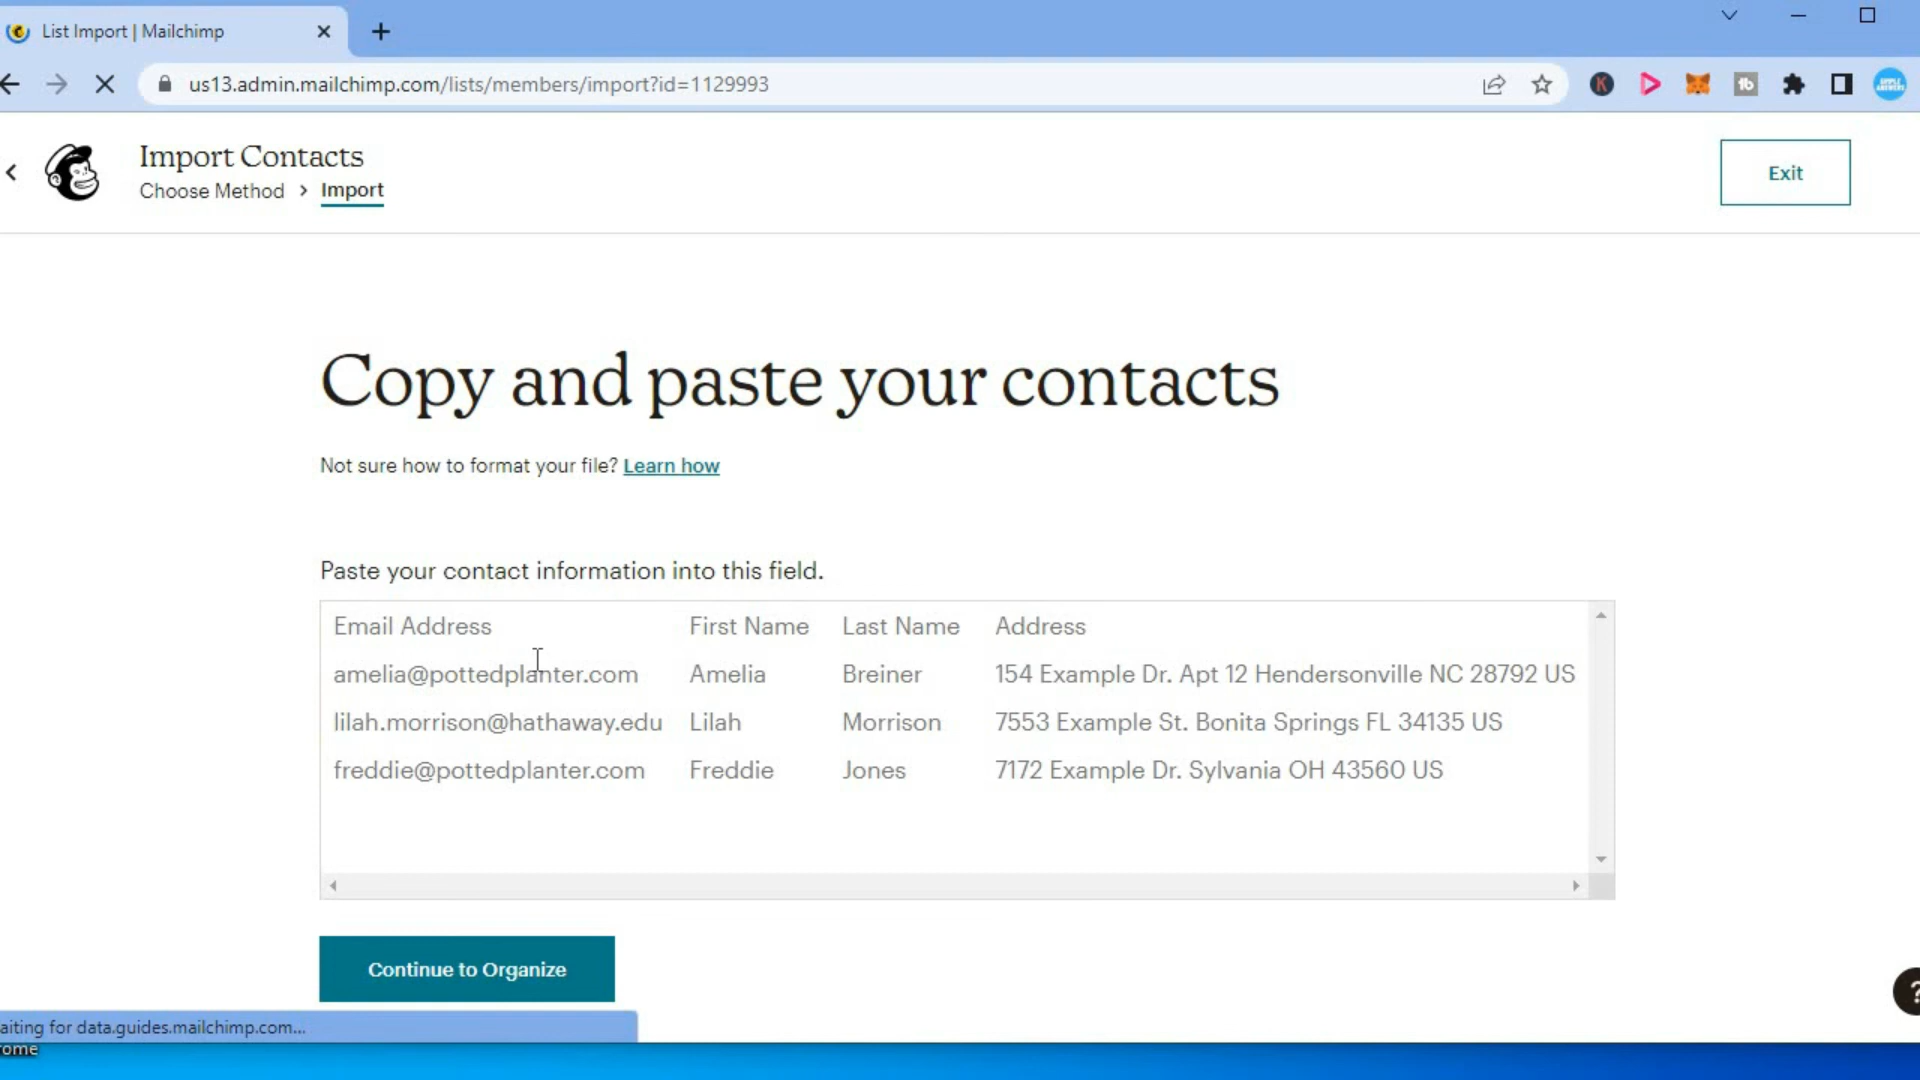 List Import | Mailchimp
us13.admin.mailchimp.com/lists/members/import?id=1129993
Import Contacts
Choose Method > Import
Exit
Copy and paste your contacts
Not sure how to format your file? Learn how
Paste your contact information into this field.
Email Address First Name Last Name Address
amelia@pottedplanter.com Amelia Breiner 154 Example Dr. Apt 12 Hendersonville NC 28792 US
lilah.morrison@hathaway.edu Lilah Morrison 7553 Example St. Bonita Springs FL 34135 US
freddie@pottedplanter.com Freddie Jones 7172 Example Dr. Sylvania OH 43560 US
Continue to Organize
?
aiting for data.guides.mailchimp.com...
ome